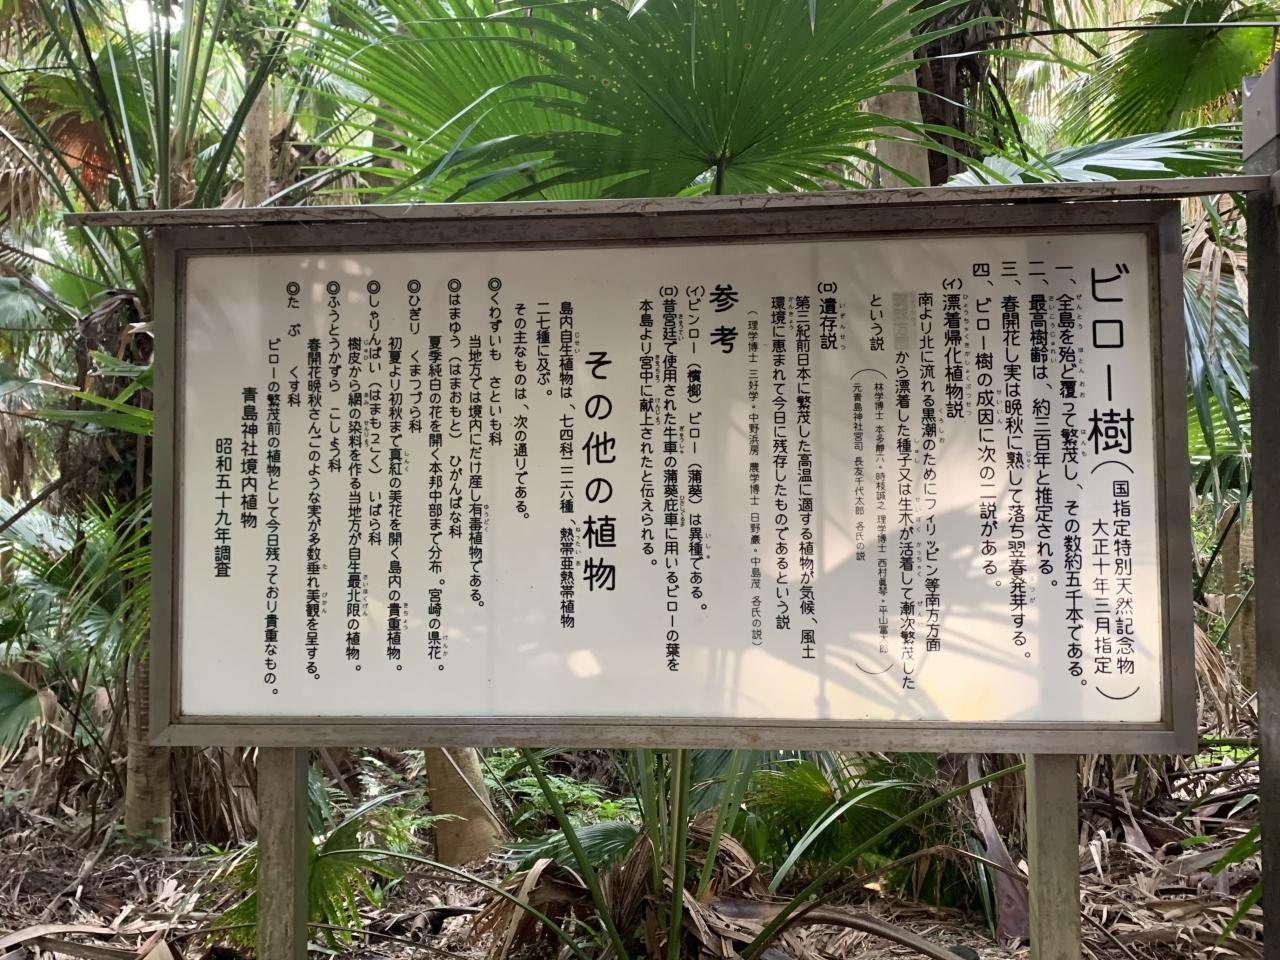 ビロー樹（国指定特別天然記念物 大正十年三月指定）
一、全島を殆ど覆って繁茂し、その数約五千本である。
二、最高樹齢は、約三百年と推定される。
三、春開花し実は晩秋に熟して落ち翌春発芽する。
四、ビロー樹の成因に次の二説がある。
(イ)漂着帰化植物説
南より北に流れる黒潮のためにフィリッピン等南方方面
から漂着した種子又は生木が活着して漸次繁茂した
という説
（林学博士 本多靜六・時枝誠之 理学博士 西村眞琴・平山富太郎
元青島神社宮司 長友千代太郎 各氏の説）
(ロ)遺存説
第三紀前日本に繁茂した高温に適する植物が気候、風土
環境に恵まれて今日に残存したものであるという説
（理学博士 三好学・中野浜房 農学博士 日野巖・中島茂 各氏の説）
参考
(イ)ビンロー（檳榔）ビロー（蒲葵）は異種である。
(ロ)昔宮廷で使用された牛車の蒲葵庇車に用いるビローの葉を
本島より宮中に献上されたと伝えられる。
その他の植物
島内自生植物は、七四科二二六種、熱帯亜熱帯植物
二七種に及ぶ。
その主なものは、次の通りである。
◎くわずいも さといも科
当地方では境内にだけ産し有毒植物である。
◎はまゆう（はまおもと） ひがんばな科
夏季純白の花を開く本邦中部まで分布。宮崎の県花。
◎ひぎり くまつづら科
初夏より初秋まで真紅の美花を開く島内の貴重植物。
◎しゃりんばい（はまもっこく） いばら科
樹皮から網の染料を作る当地方が自生最北限の植物。
◎ふうとうかずら こしょう科
春開花晩秋さんごのような実が多数垂れ美観を呈する。
◎たぶ くす科
ビローの繁茂前の植物として今日残っており貴重なもの。
青島神社境内植物
昭和五十九年調査